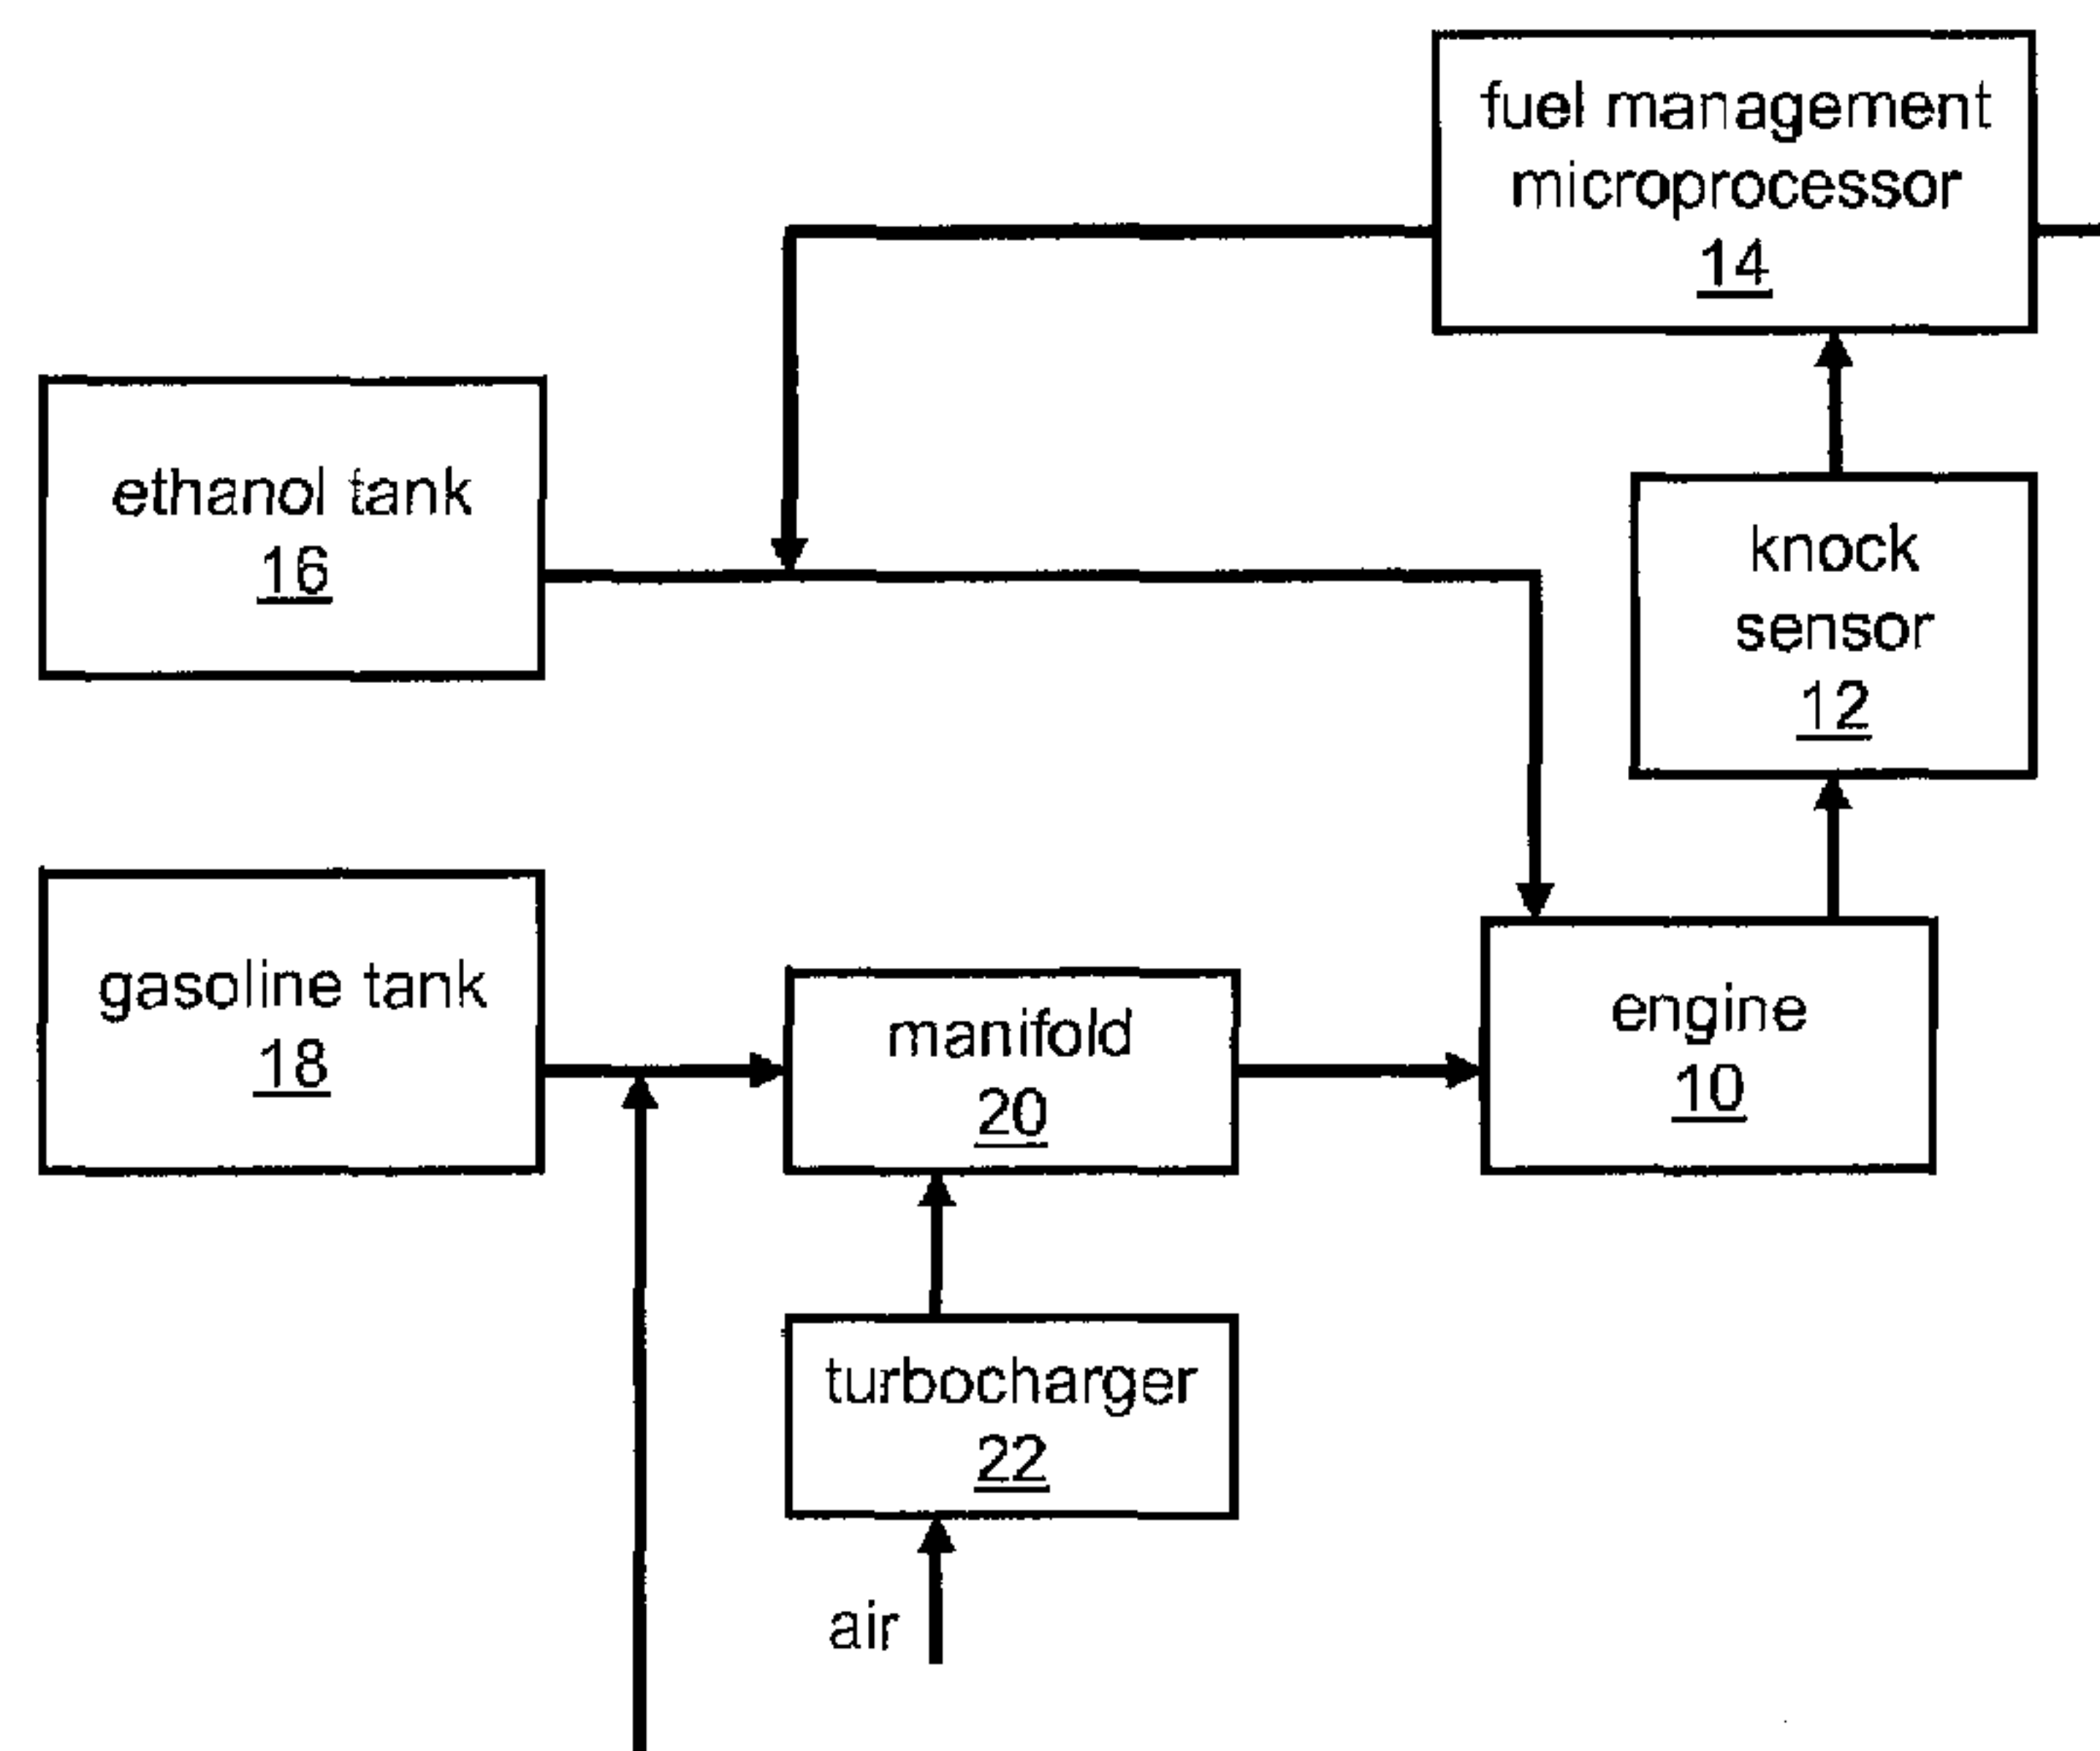 fuel management
microprocessor
14
ethanol tank
16
knock
sensor
12
gasoline tank
18
manifold
20
engine
10
turbocharger
22
air